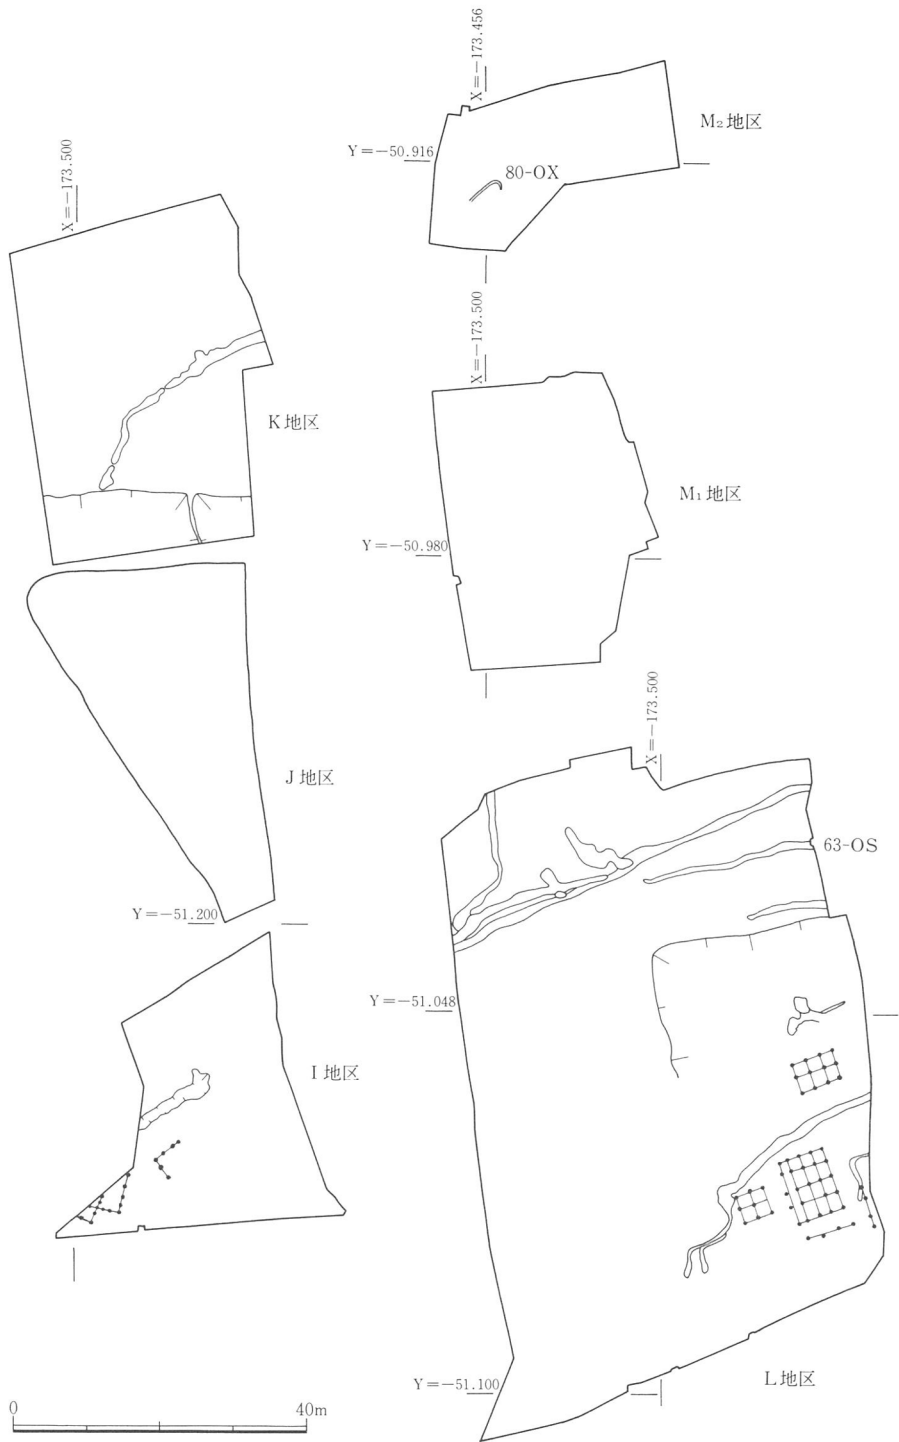 X=-173.456
M₂地区
Y=-50.916
80-OX
X=-173.500
K地区
X=-173.500
M₁地区
Y=-50.980
J地区
Y=-51.200
X=-173.500
63-OS
Y=-51.048
I地区
Y=-51.100
L地区
0 40m